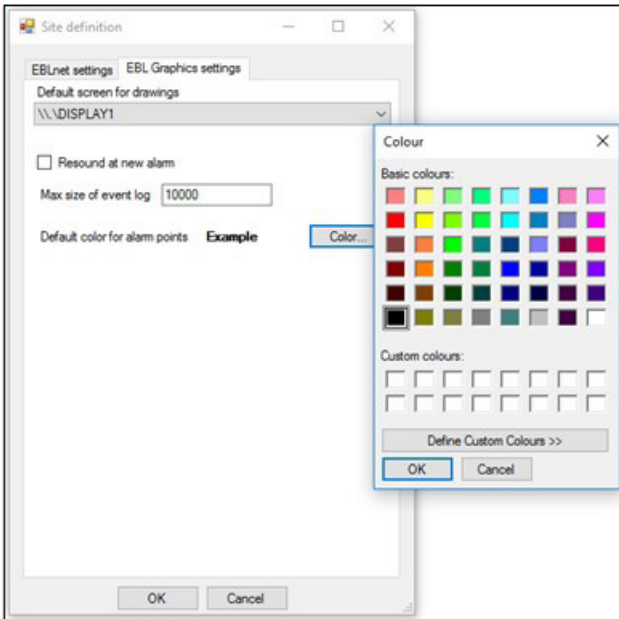 Site definition
EBLnet settings
EBL Graphics settings
Default screen for drawings
\\.\DISPLAY1
Resound at new alarm
Max size of event log
10000
Default color for alarm points
Example
Color...
Colour
Basic colours:
Custom colours:
Define Custom Colours >>
OK
Cancel
OK
Cancel